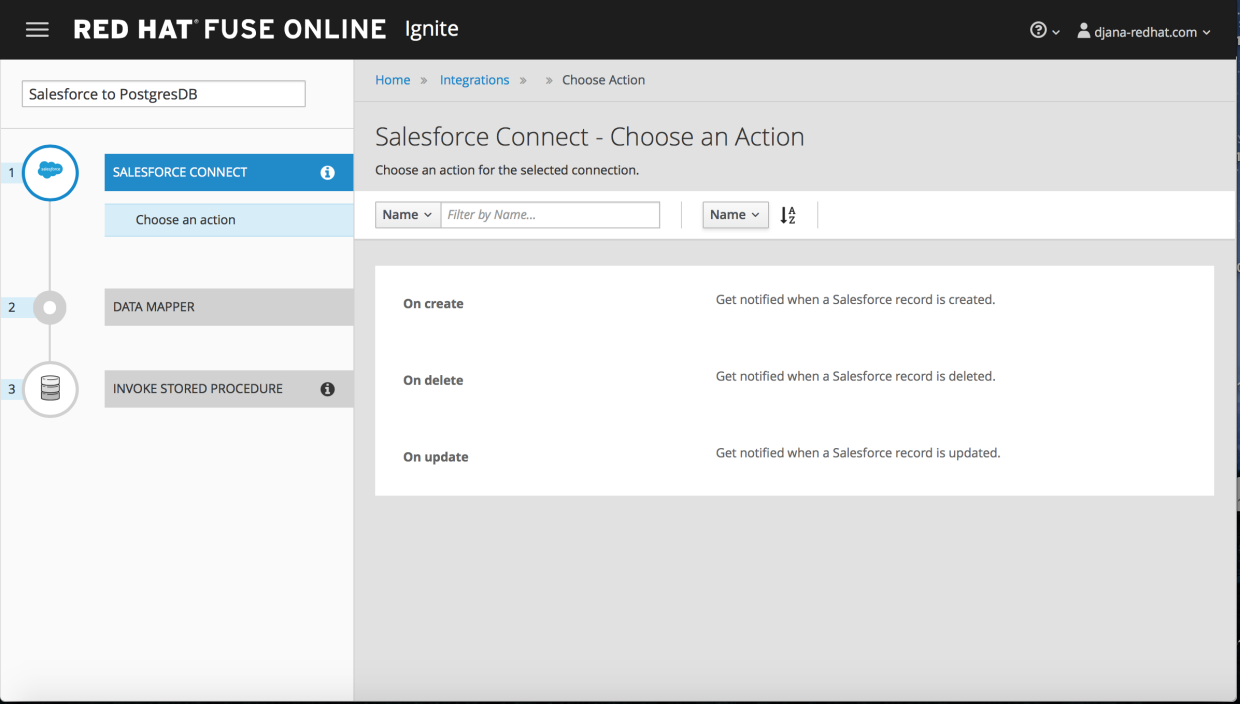 RED HAT® FUSE ONLINE Ignite
djana-redhat.com
Salesforce to PostgresDB
1
salesforce
SALESFORCE CONNECT
Choose an action
2
DATA MAPPER
3
INVOKE STORED PROCEDURE
Home » Integrations » » Choose Action
Salesforce Connect - Choose an Action
Choose an action for the selected connection.
Name Filter by Name... Name
On create Get notified when a Salesforce record is created.
On delete Get notified when a Salesforce record is deleted.
On update Get notified when a Salesforce record is updated.